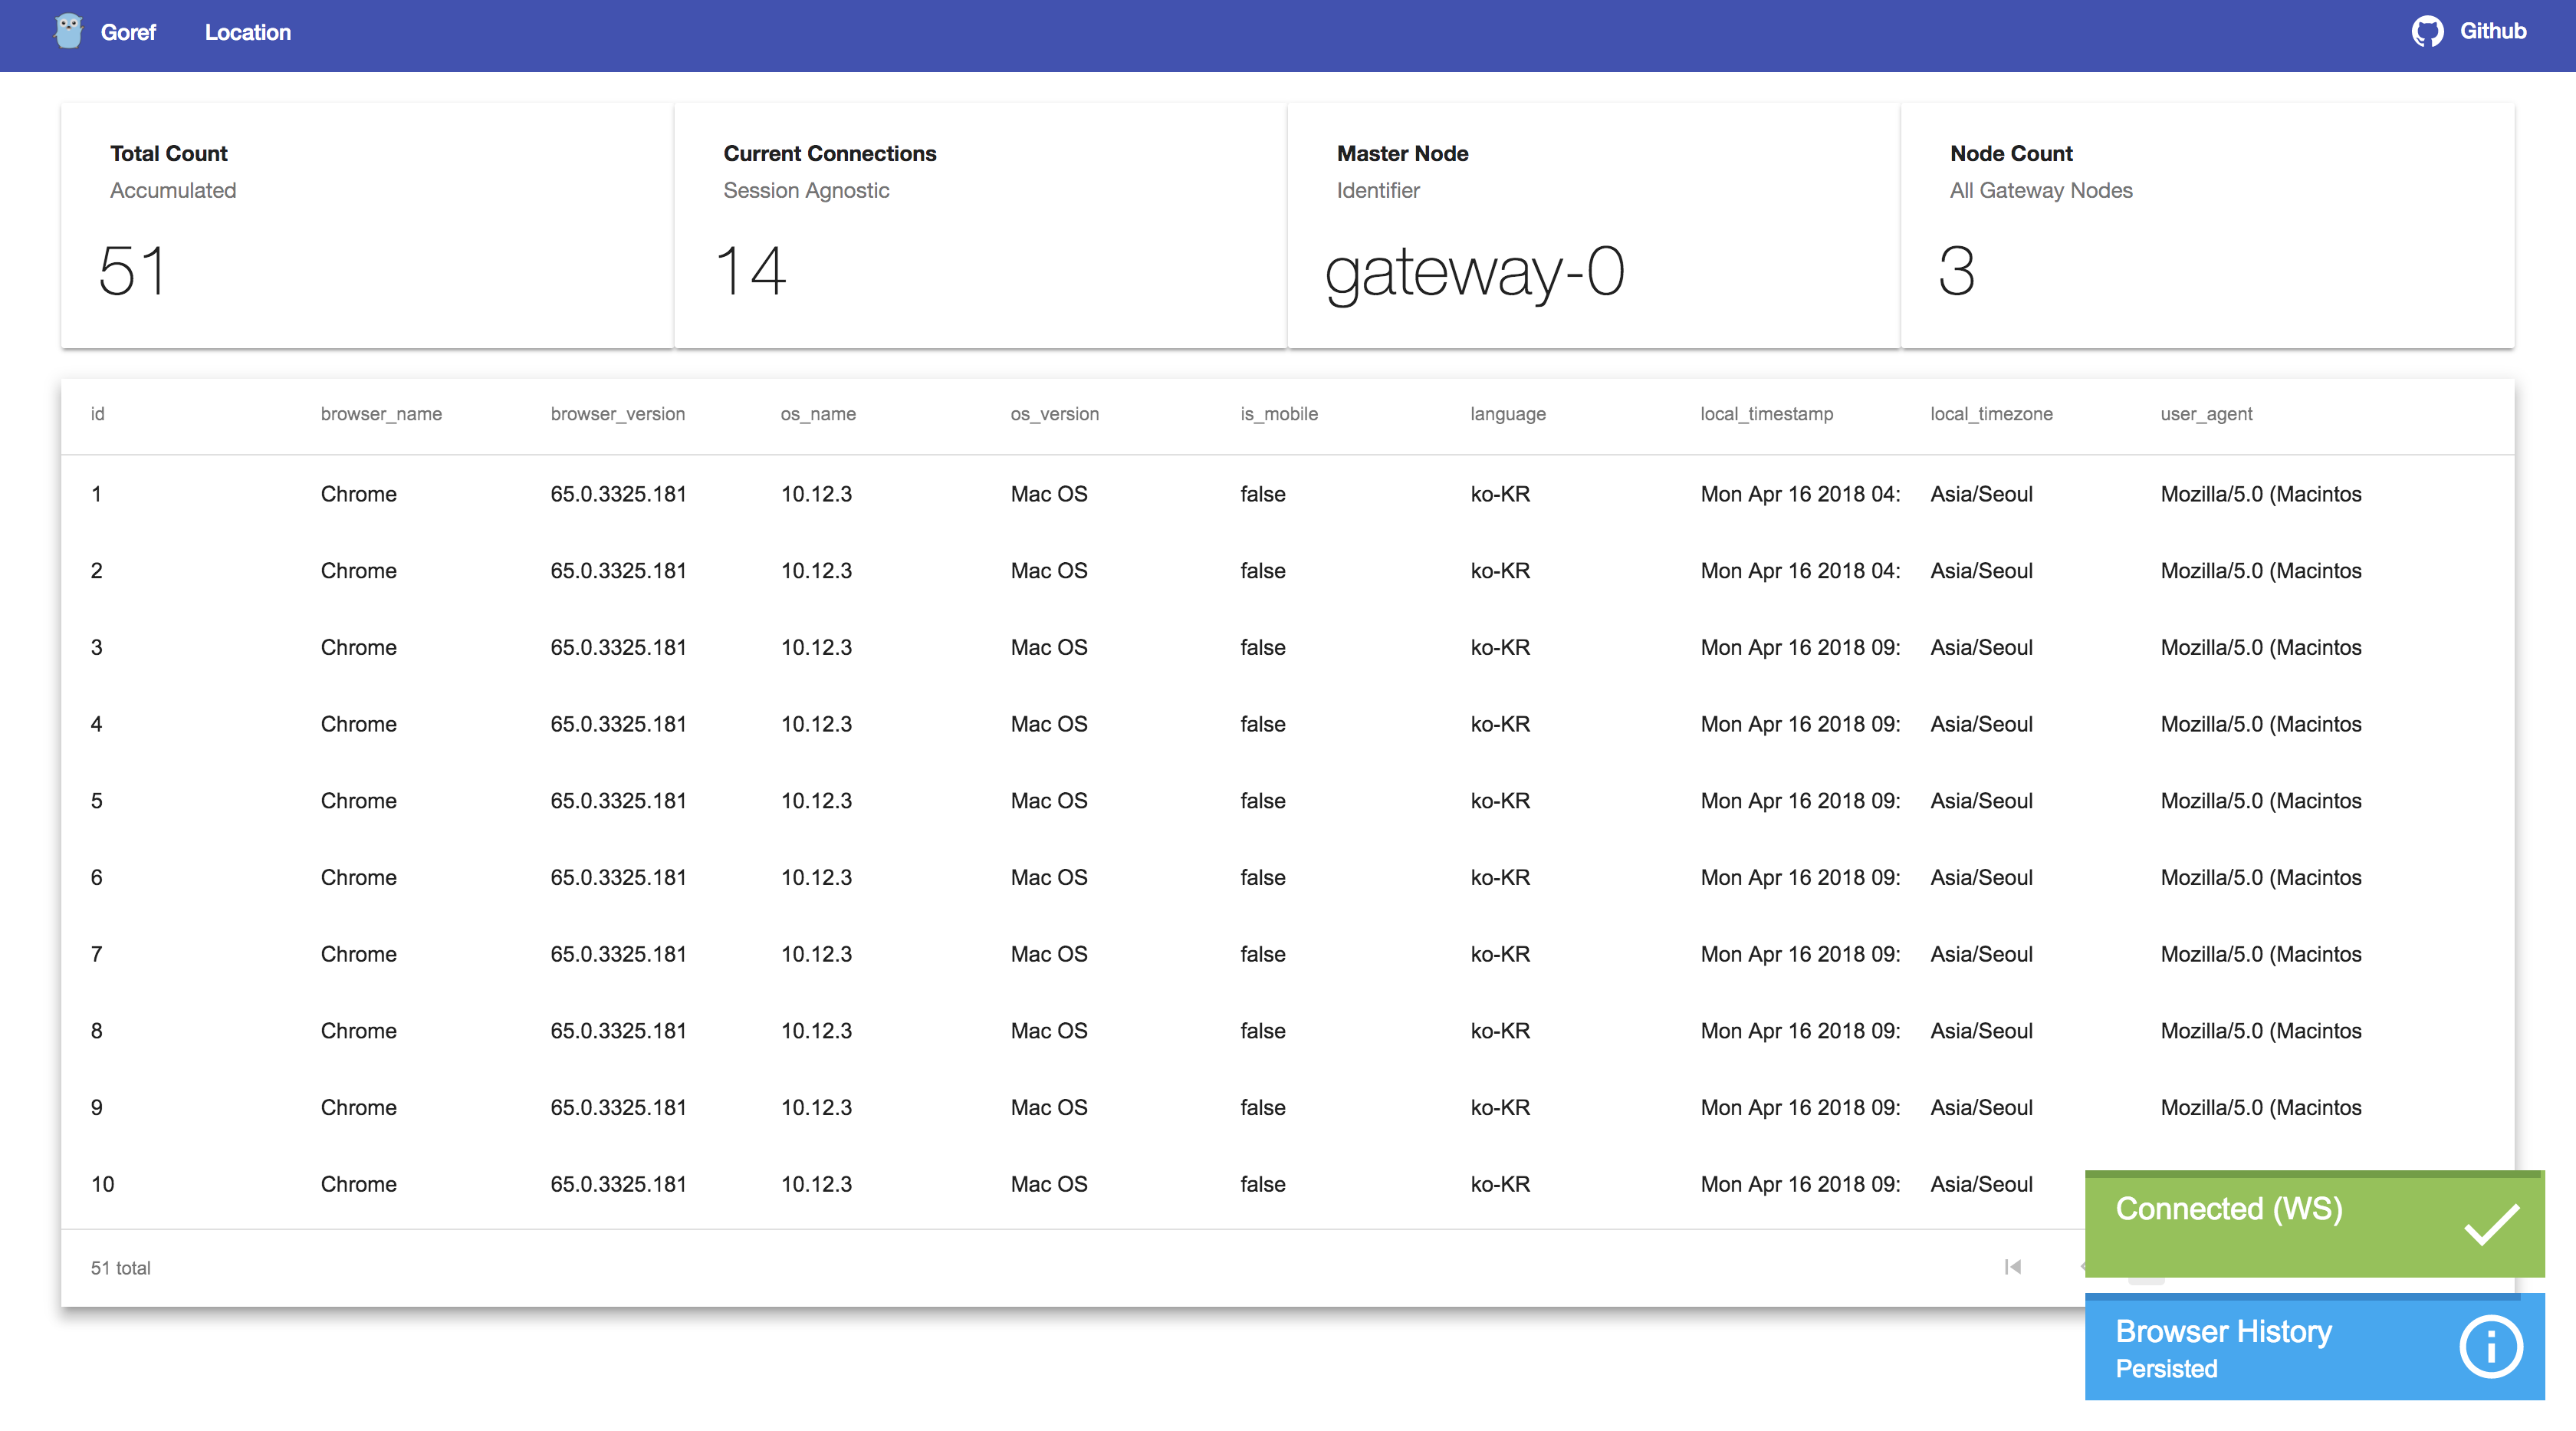 Goref Location Github
Total Count Current Connections Master Node Node Count
Accumulated Session Agnostic Identifier All Gateway Nodes
51 14 gateway-0 3
id browser_name browser_version os_name os_version is_mobile language local_timestamp local_timezone user_agent
1 Chrome 65.0.3325.181 10.12.3 Mac OS false ko-KR Mon Apr 16 2018 04: Asia/Seoul Mozilla/5.0 (Macintos
2 Chrome 65.0.3325.181 10.12.3 Mac OS false ko-KR Mon Apr 16 2018 04: Asia/Seoul Mozilla/5.0 (Macintos
3 Chrome 65.0.3325.181 10.12.3 Mac OS false ko-KR Mon Apr 16 2018 09: Asia/Seoul Mozilla/5.0 (Macintos
4 Chrome 65.0.3325.181 10.12.3 Mac OS false ko-KR Mon Apr 16 2018 09: Asia/Seoul Mozilla/5.0 (Macintos
5 Chrome 65.0.3325.181 10.12.3 Mac OS false ko-KR Mon Apr 16 2018 09: Asia/Seoul Mozilla/5.0 (Macintos
6 Chrome 65.0.3325.181 10.12.3 Mac OS false ko-KR Mon Apr 16 2018 09: Asia/Seoul Mozilla/5.0 (Macintos
7 Chrome 65.0.3325.181 10.12.3 Mac OS false ko-KR Mon Apr 16 2018 09: Asia/Seoul Mozilla/5.0 (Macintos
8 Chrome 65.0.3325.181 10.12.3 Mac OS false ko-KR Mon Apr 16 2018 09: Asia/Seoul Mozilla/5.0 (Macintos
9 Chrome 65.0.3325.181 10.12.3 Mac OS false ko-KR Mon Apr 16 2018 09: Asia/Seoul Mozilla/5.0 (Macintos
10 Chrome 65.0.3325.181 10.12.3 Mac OS false ko-KR Mon Apr 16 2018 09: Asia/Seoul
Connected (WS)
51 total
Browser History
Persisted